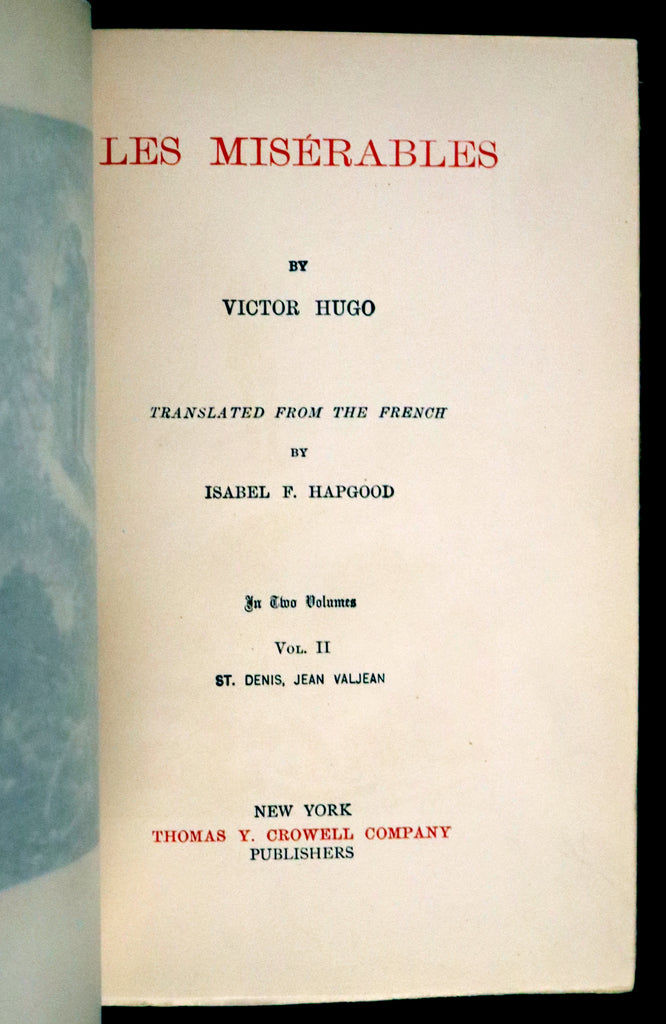 LES MISÉRABLES
BY
VICTOR HUGO
TRANSLATED FROM THE FRENCH
BY
ISABEL F. HAPGOOD
In Two Volumes
VOL. II
ST. DENIS, JEAN VALJEAN
NEW YORK
THOMAS Y. CROWELL COMPANY
PUBLISHERS